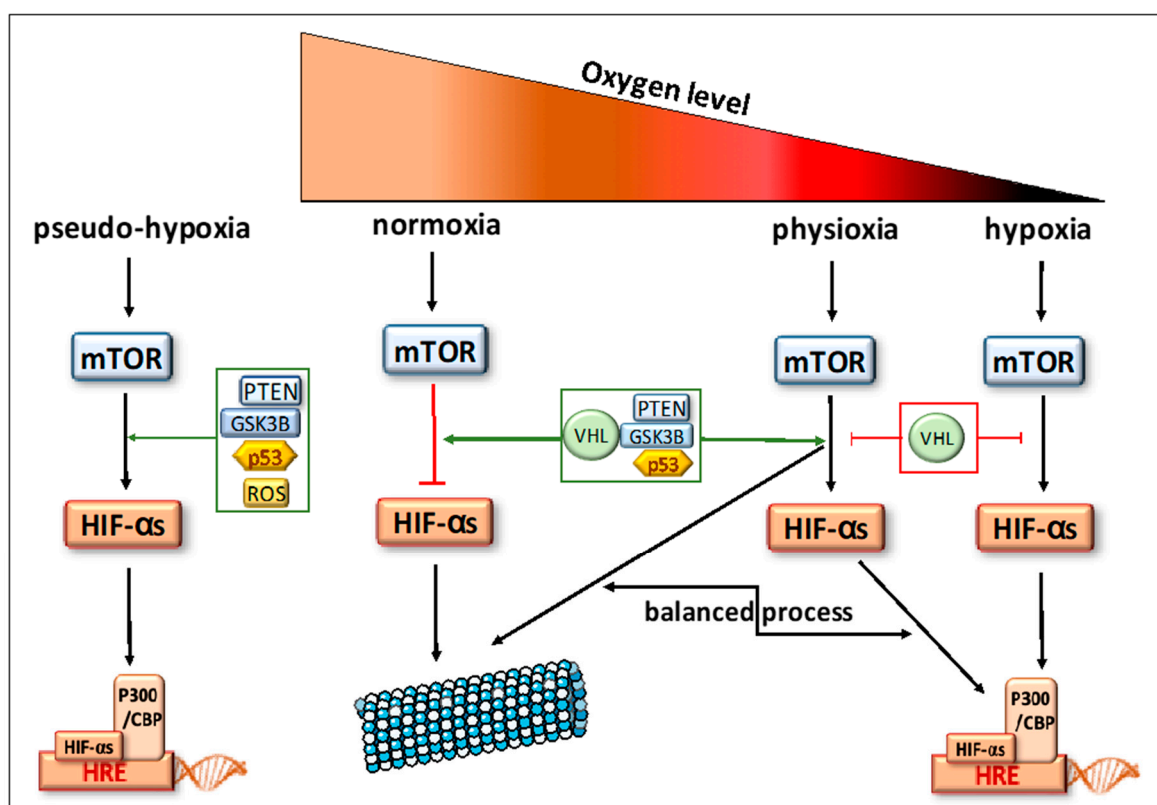 Oxygen level
pseudo-hypoxia
normoxia
physioxia
hypoxia
mTOR
mTOR
mTOR
mTOR
PTEN
GSK3B
p53
ROS
VHL
PTEN
GSK3B
p53
VHL
HIF-αs
HIF-αs
HIF-αs
HIF-αs
balanced process
P300
/CBP
HIF-αs
HRE
P300
/CBP
HIF-αs
HRE